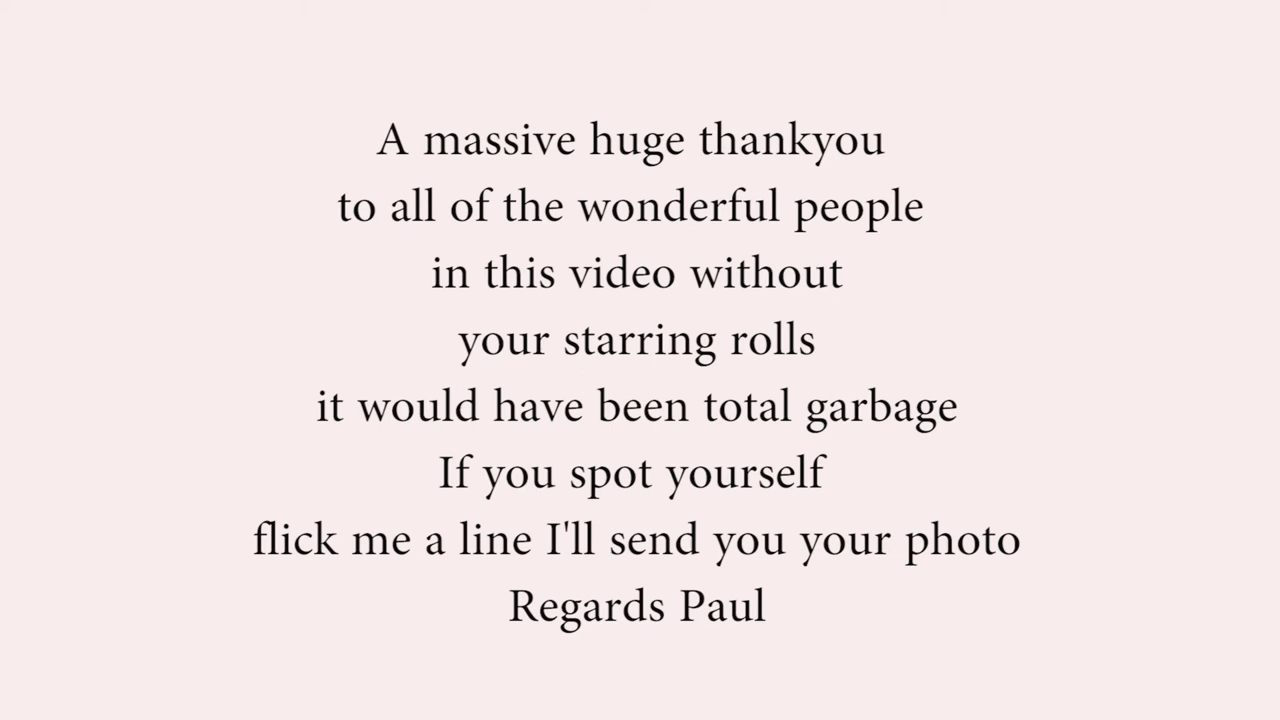 A massive huge thankyou
to all of the wonderful people
in this video without
your starring rolls
it would have been total garbage
If you spot yourself
flick me a line I'll send you your photo
Regards Paul